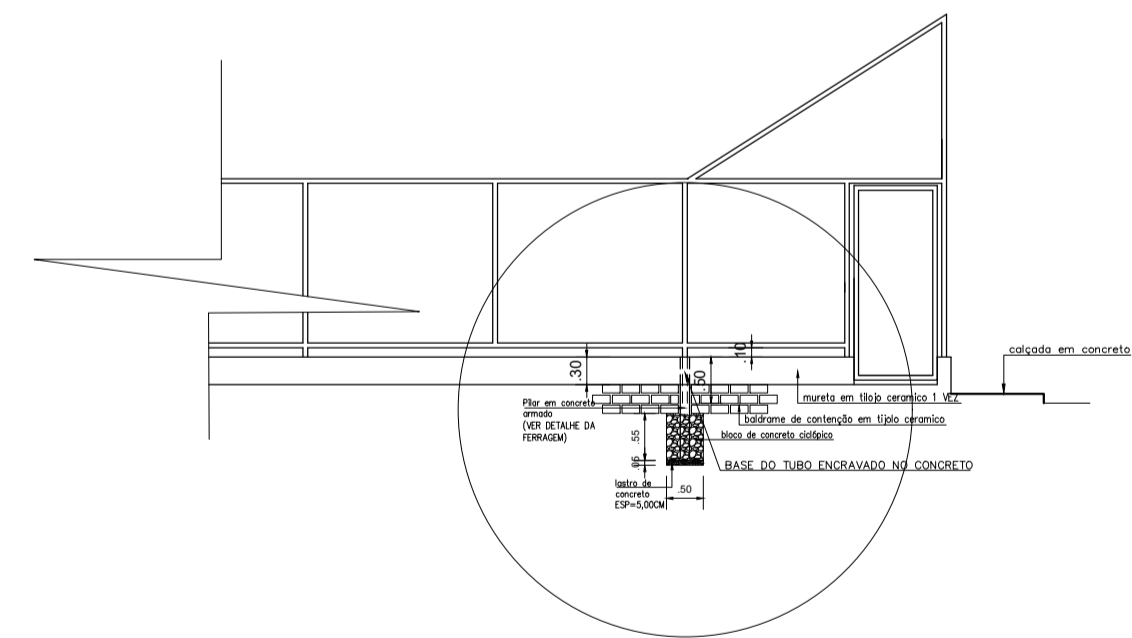 calçada em concreto
.10
.30
.50
mureta em tilojo ceramico 1 VEZ
Pilar em concreto
armado
(VER DETALHE DA
FERRAGEM)
baldrame de contenção em tijolo ceramico
.55
bloco de concreto ciclópico
.05
BASE DO TUBO ENCRAVADO NO CONCRETO
lastro de
concreto
ESP=5,00CM
.50